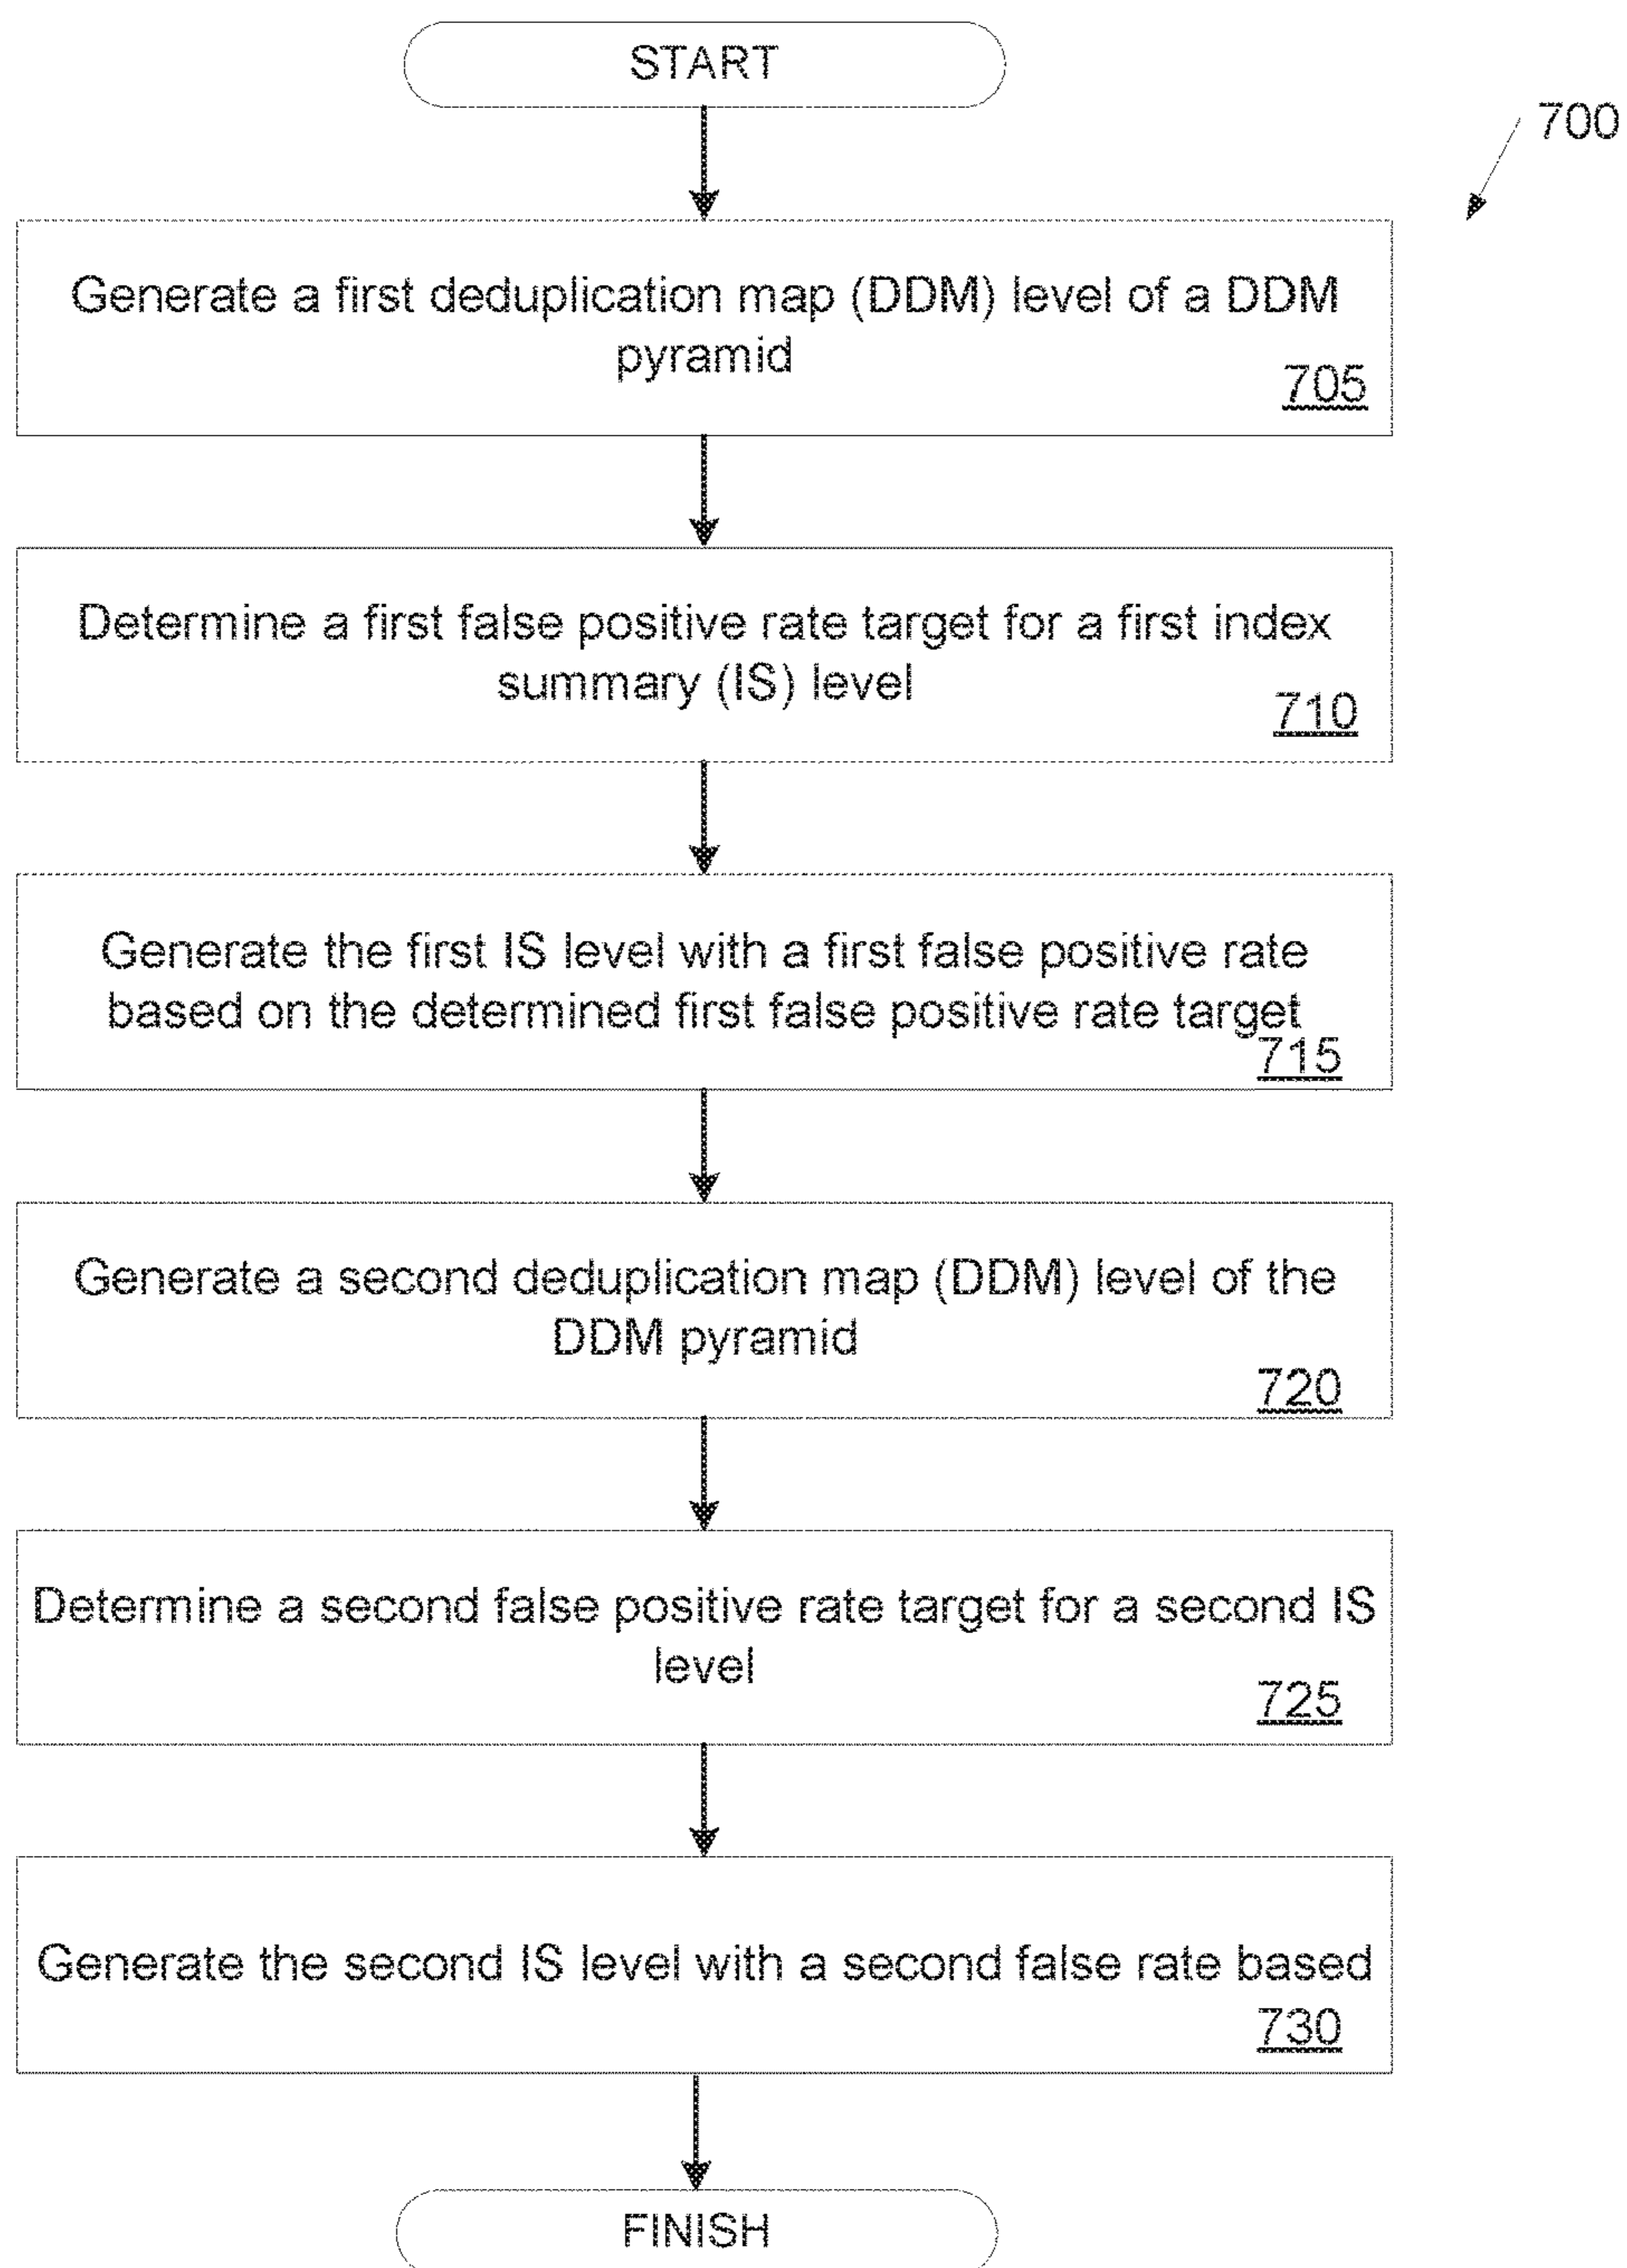 START
700
Generate a first deduplication map (DDM) level of a DDM
pyramid
705
Determine a first false positive rate target for a first index
summary (IS) level
710
Generate the first IS level with a first false positive rate
based on the determined first false positive rate target
715
Generate a second deduplication map (DDM) level of the
DDM pyramid
720
Determine a second false positive rate target for a second IS
level
725
Generate the second IS level with a second false rate based
730
FINISH